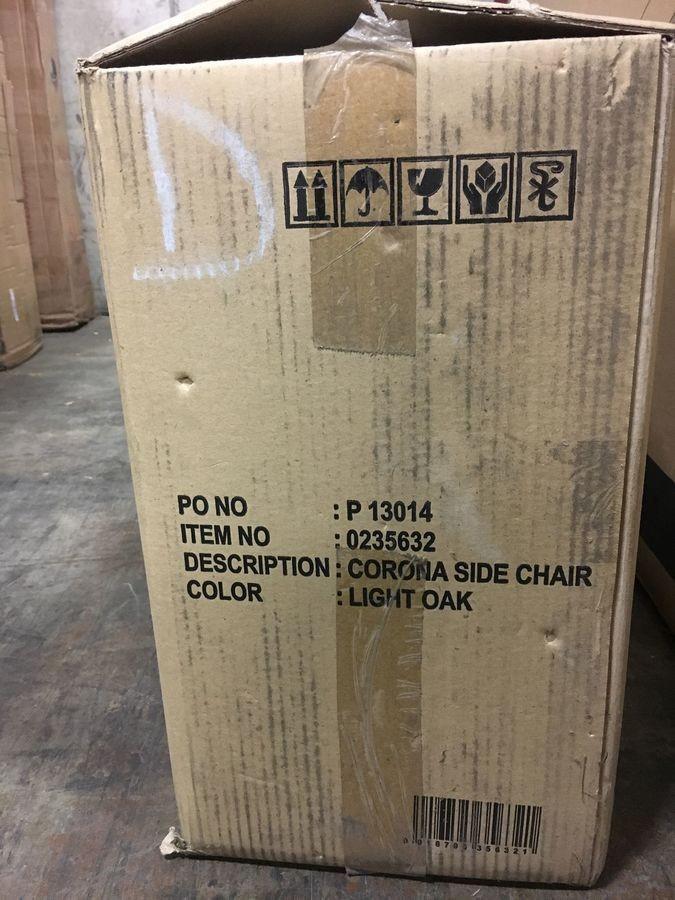 D
PO NO : P 13014
ITEM NO : 0235632
DESCRIPTION : CORONA SIDE CHAIR
COLOR : LIGHT OAK